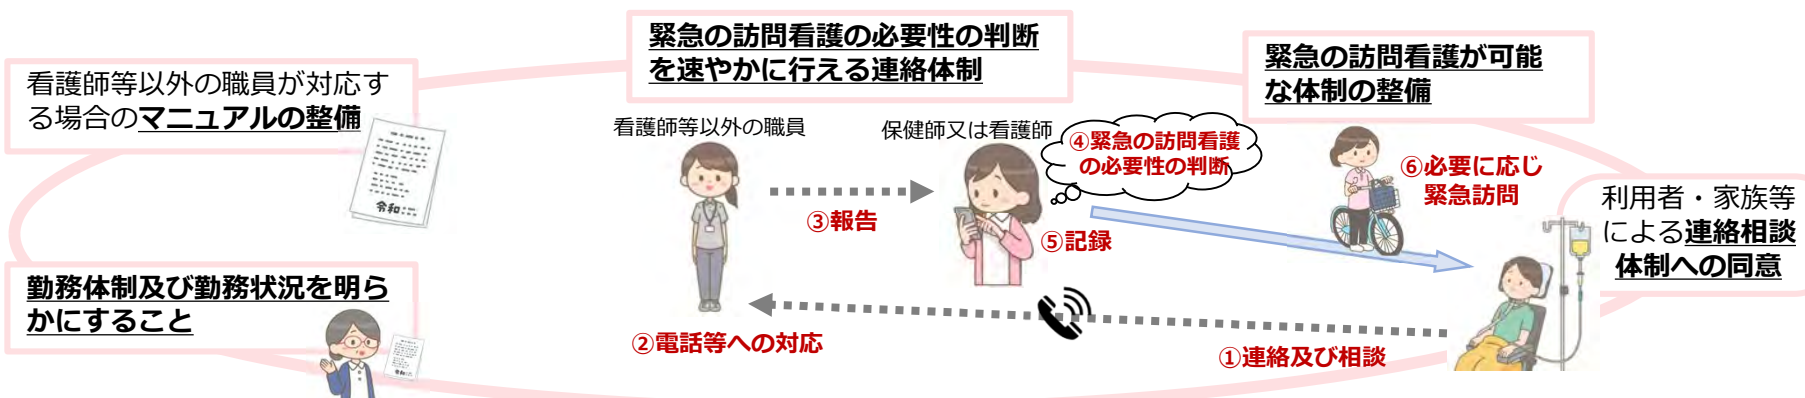 緊急の訪問看護の必要性の判断
を速やかに行える連絡体制
緊急の訪問看護が可能
な体制の整備
看護師等以外の職員が対応す
る場合のマニュアルの整備
令和
看護師等以外の職員
保健師又は看護師
④緊急の訪問看護
の必要性の判断
⑥必要に応じ
緊急訪問
利用者・家族等
による連絡相談
体制への同意
③報告
⑤記録
勤務体制及び勤務状況を明ら
かにすること
②電話等への対応
①連絡及び相談